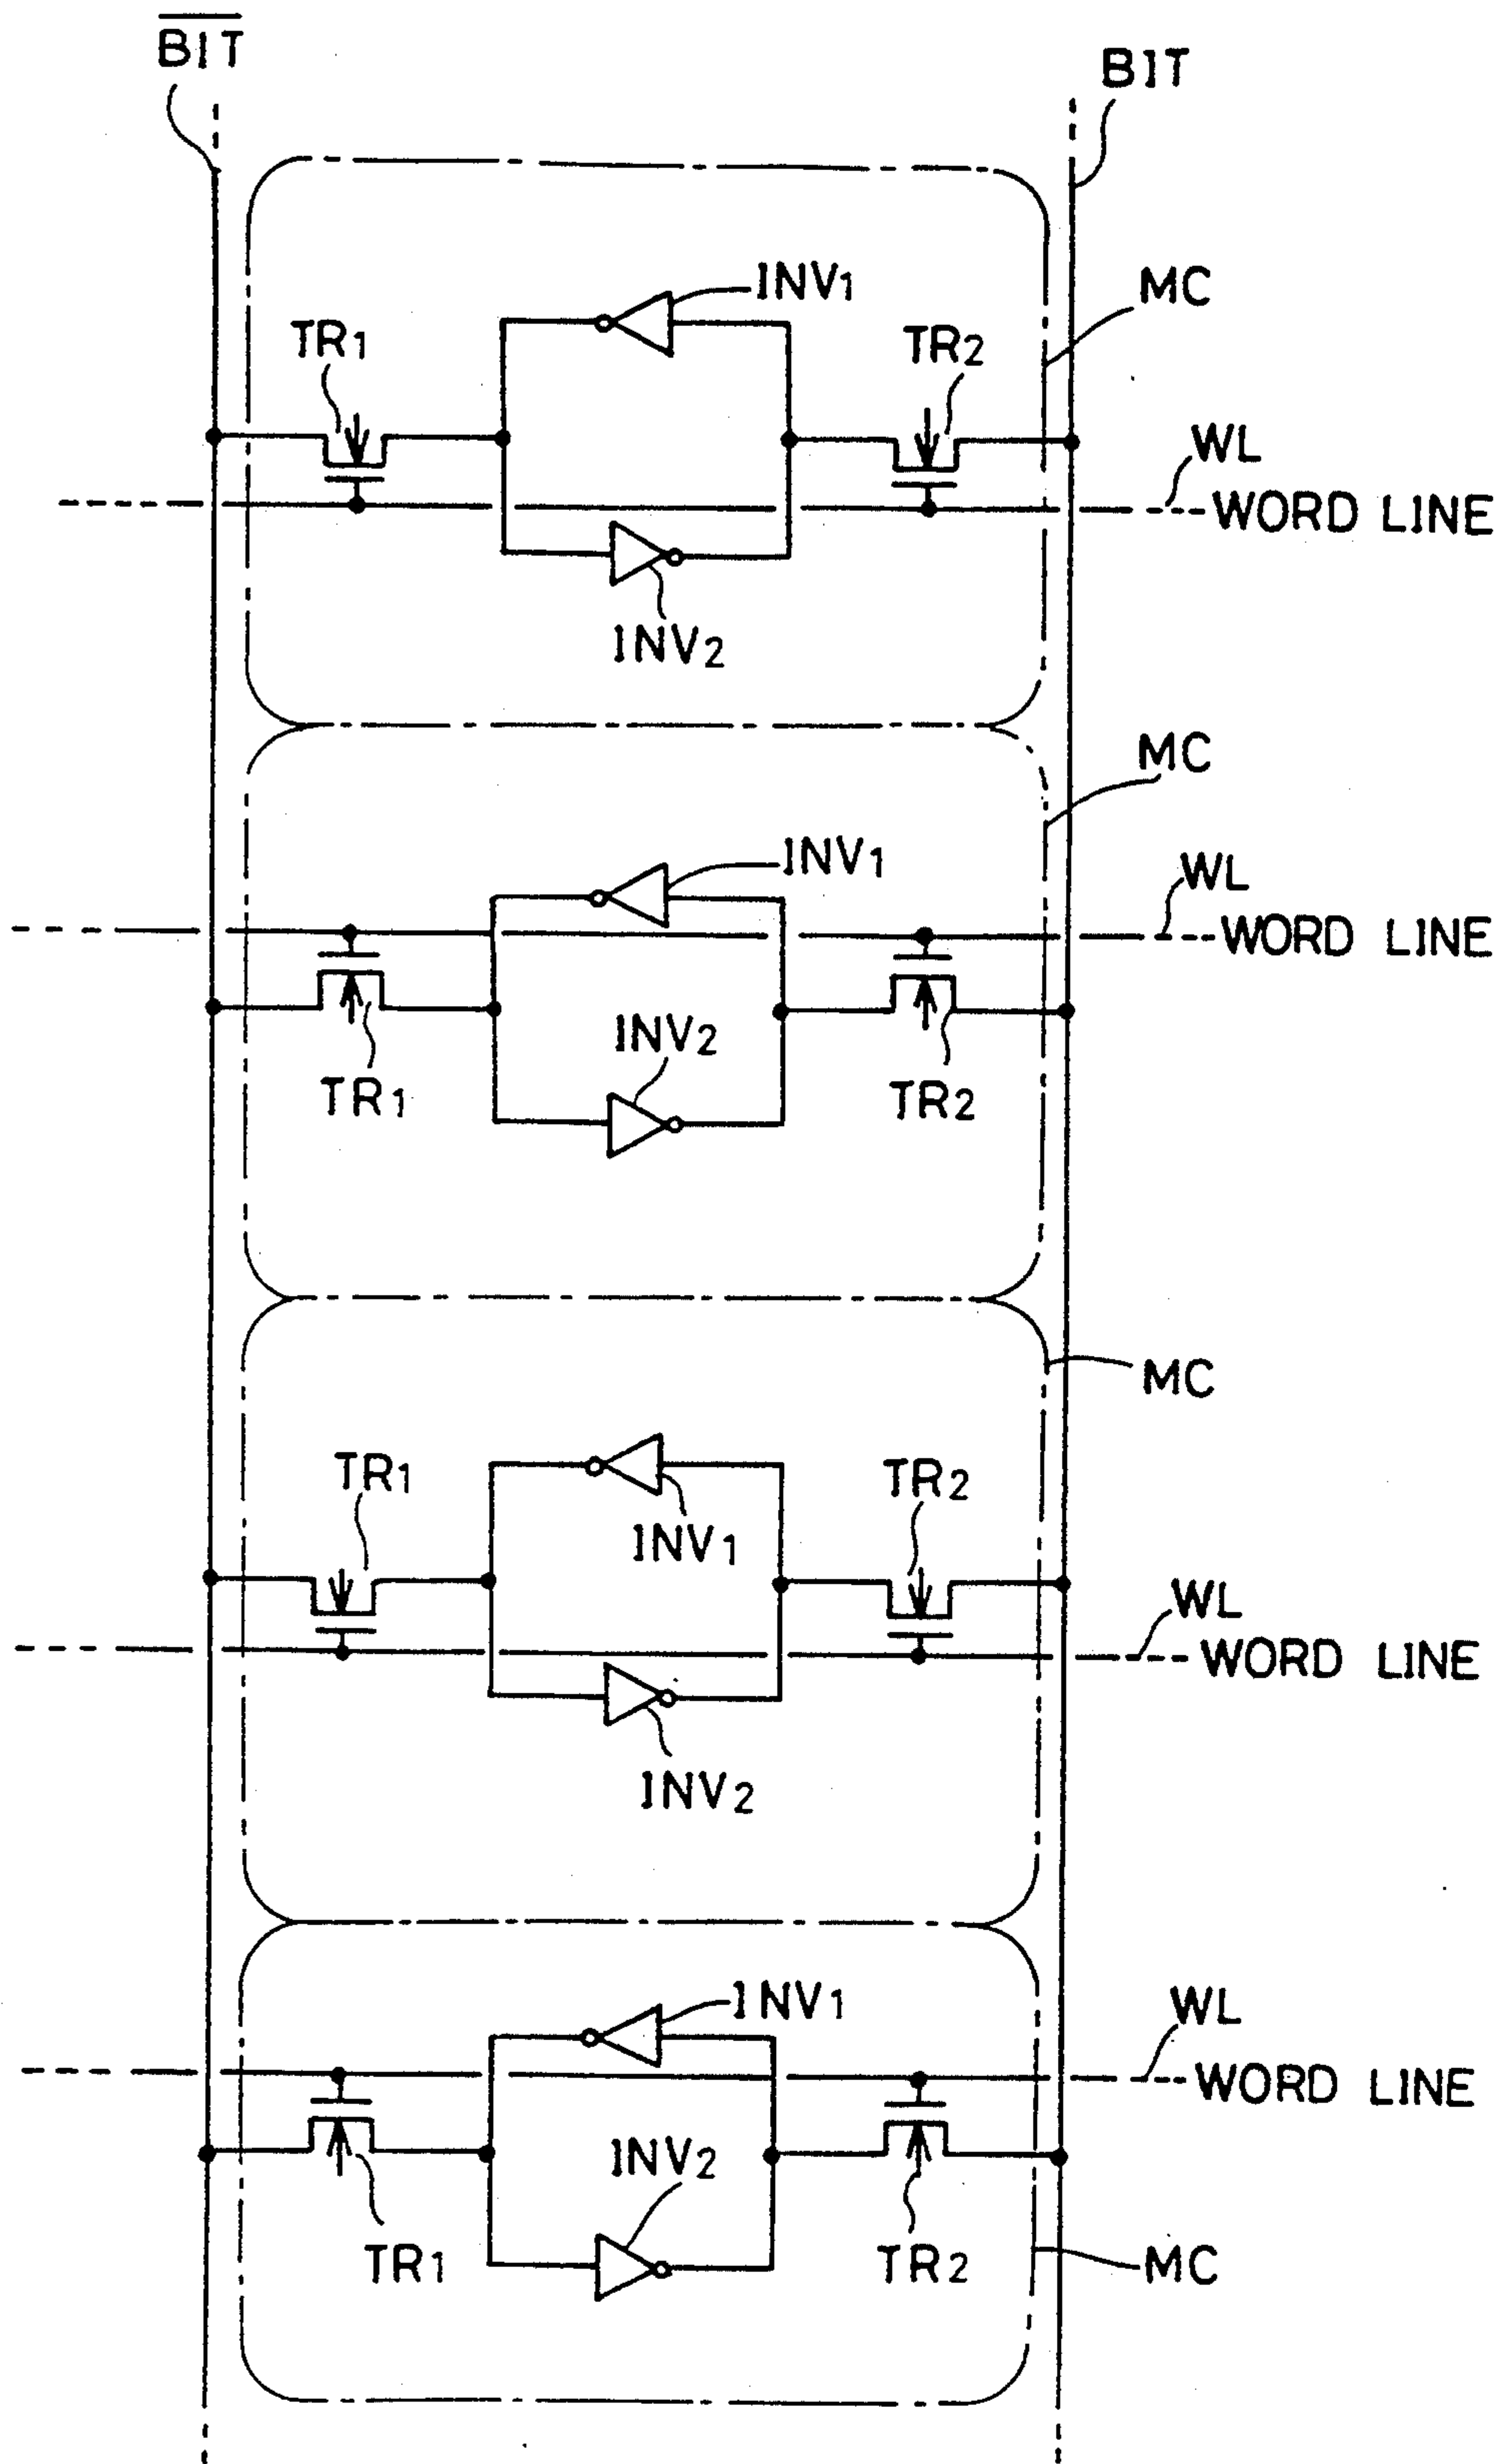 B̅I̅T̅
BIT
INV1
MC
TR1
TR2
WL
WORD LINE
INV2
MC
INV1
WL
WORD LINE
INV2
TR1
TR2
MC
TR1
TR2
INV1
WL
WORD LINE
INV2
INV1
WL
WORD LINE
INV2
TR1
TR2
MC